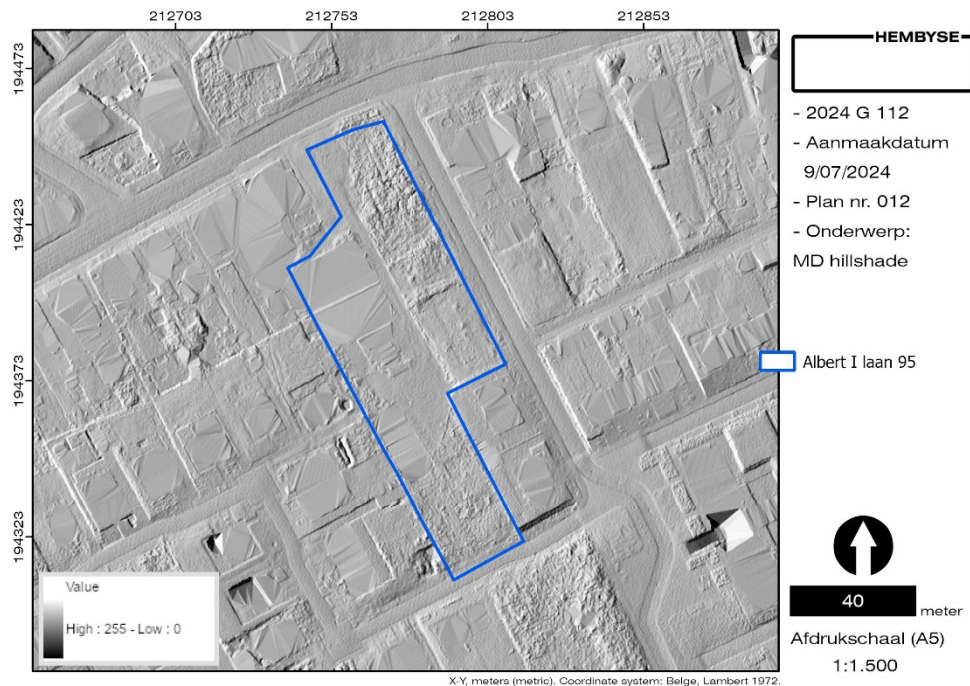 212703 212753 212803 212853
194473
194423
194373
194323
HEMBYSE
- 2024 G 112
- Aanmaakdatum
9/07/2024
- Plan nr. 012
- Onderwerp:
MD hillshade
Albert I laan 95
Value
High : 255 - Low : 0
40 meter
Afdrukschaal (A5)
1:1.500
X-Y, meters (metric). Coordinate system: Belge, Lambert 1972.